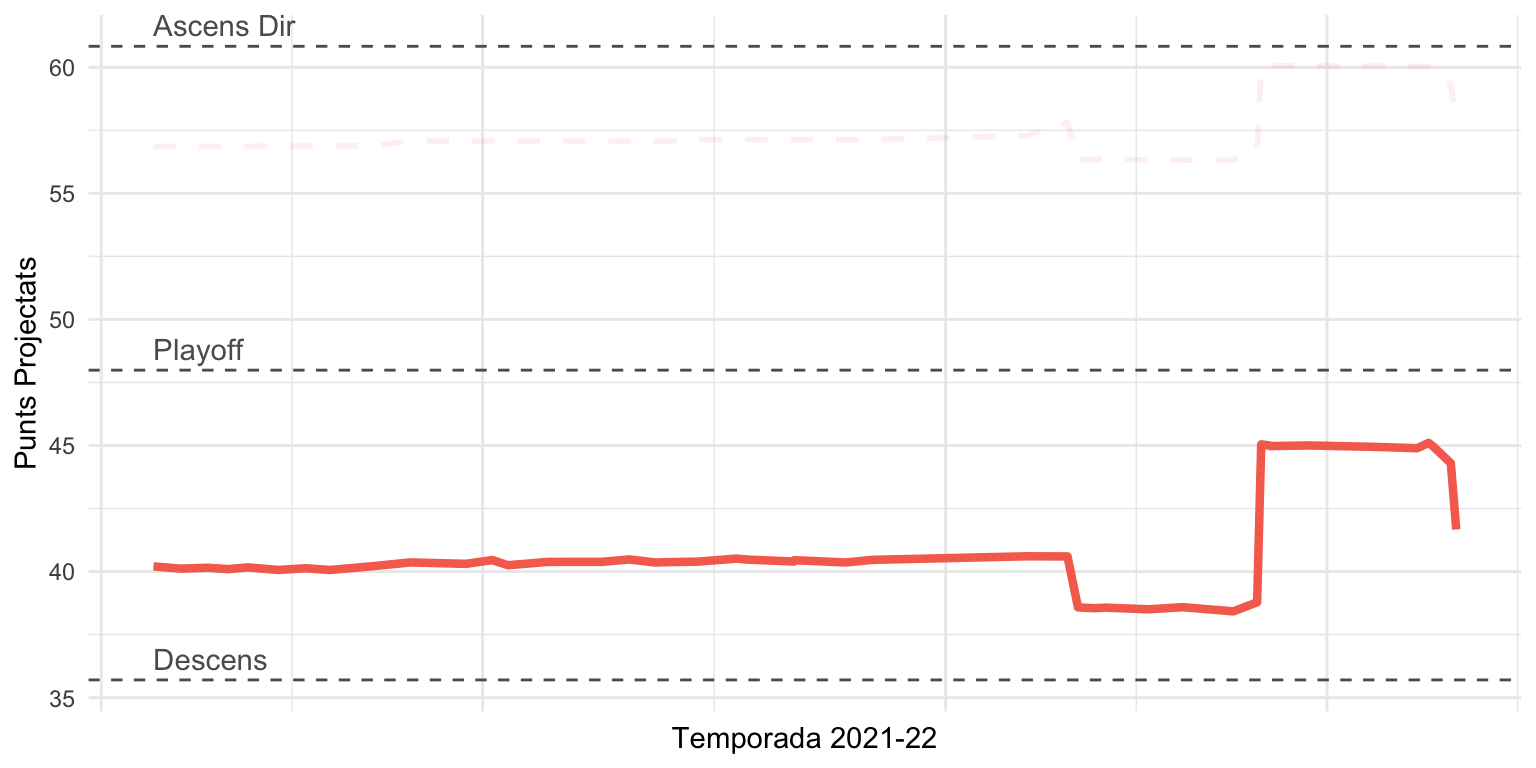 Ascens Dir
60
55
50
Playoff
45
40
Descens
35
Punts Projectats
Temporada 2021-22